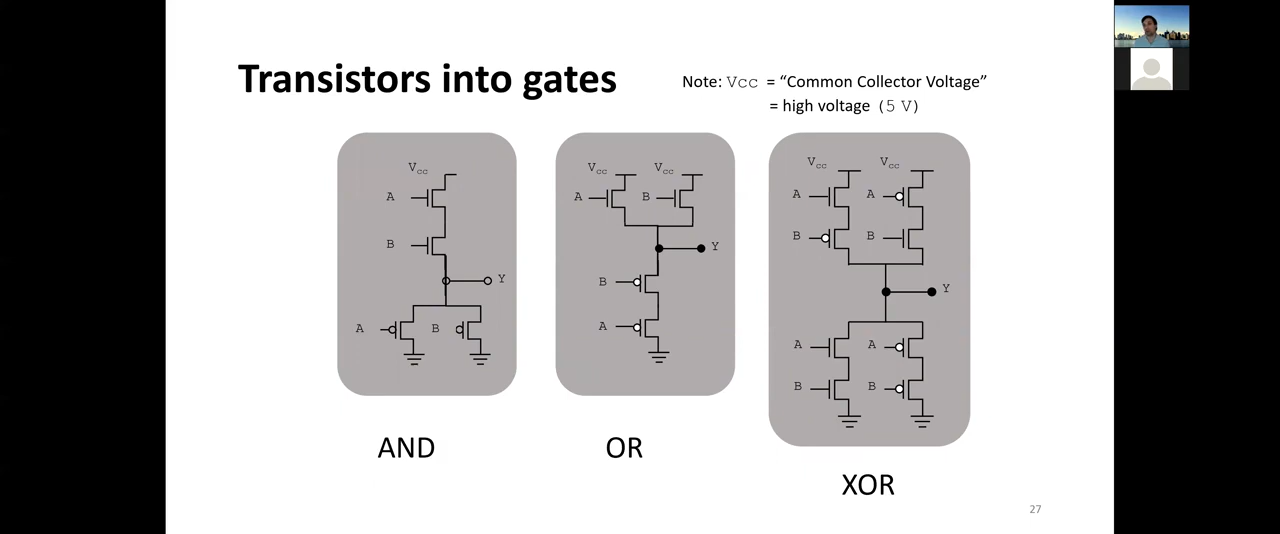 Transistors into gates
Note: Vcc = “Common Collector Voltage”
= high voltage (5 V)
Vcc
A
B
Y
A B
AND
Vcc Vcc
A B
Y
B
A
OR
Vcc Vcc
A A
B B
Y
A A
B B
XOR
27